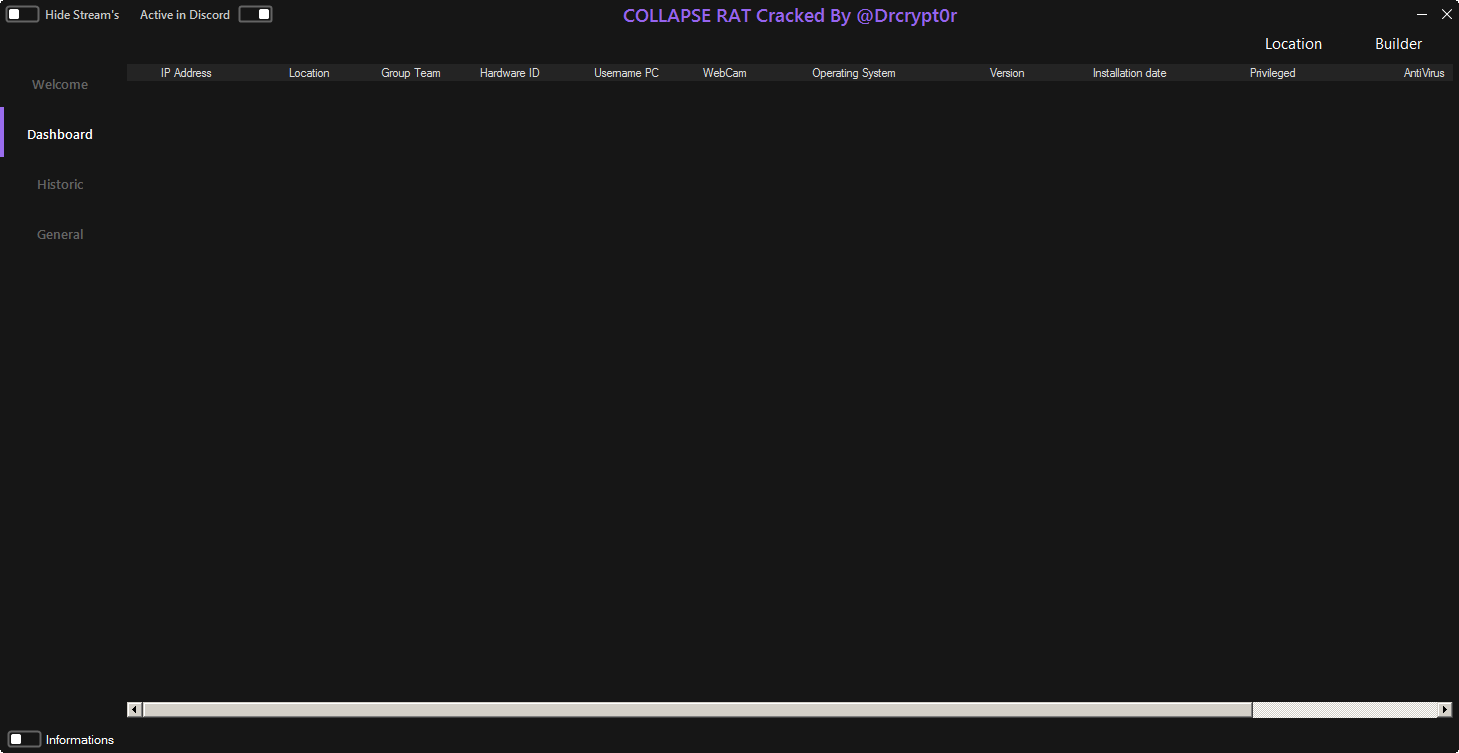 Hide Stream's Active in Discord COLLAPSE RAT Cracked By @Drcrypt0r
Location Builder
IP Address Location Group Team Hardware ID Username PC WebCam Operating System Version Installation date Privileged AntiVirus
Welcome
Dashboard
Historic
General
Informations